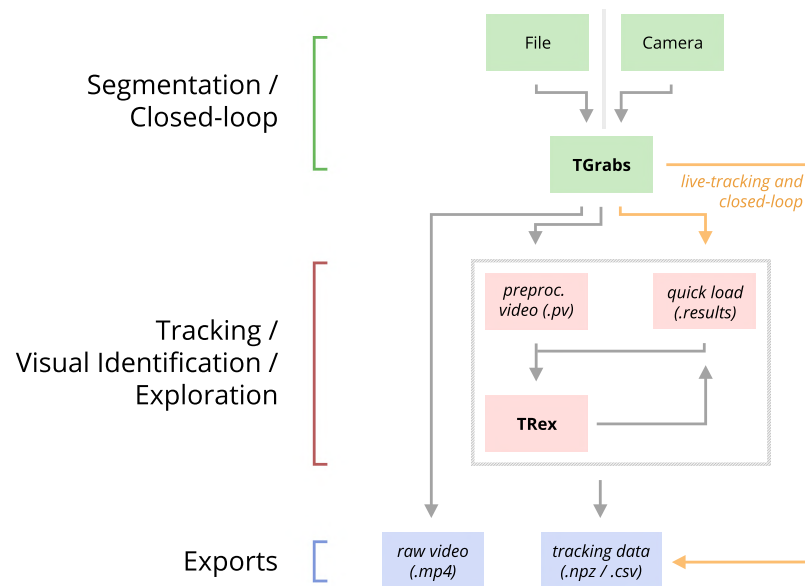 File
Camera
Segmentation /
Closed-loop
TGrabs
live-tracking and
closed-loop
preproc.
video (.pv)
quick load
(.results)
Tracking /
Visual Identification /
Exploration
TRex
Exports
raw video
(.mp4)
tracking data
(.npz / .csv)